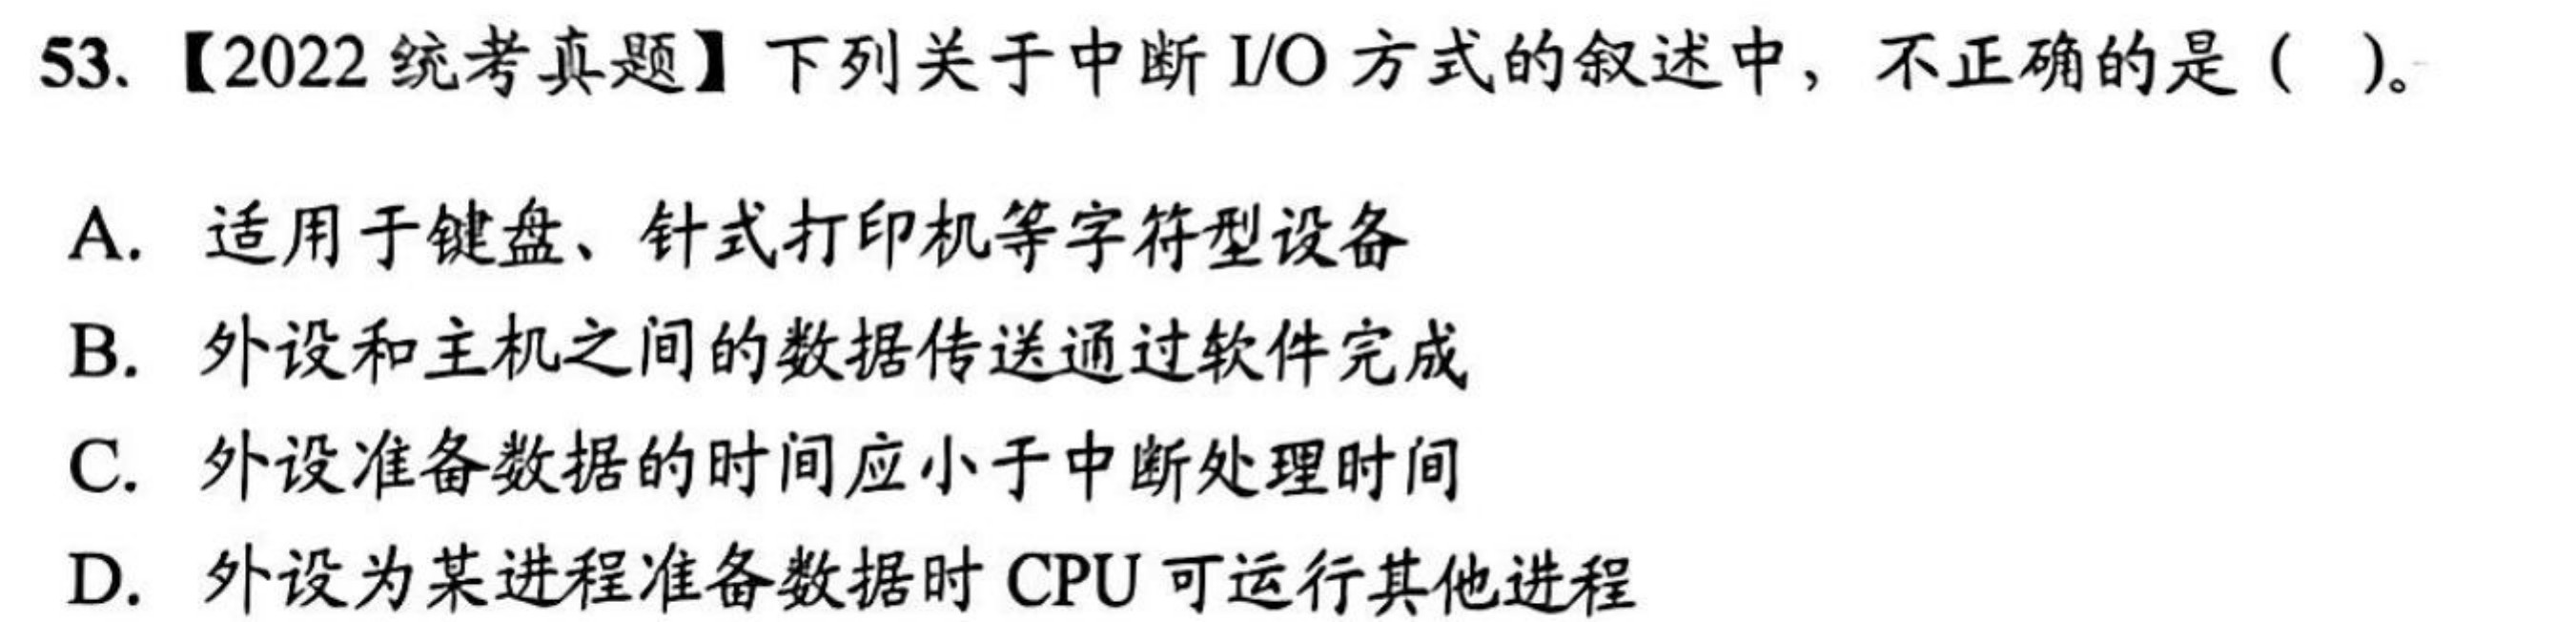 53.【2022 统考真题】下列关于中断 I/O 方式的叙述中，不正确的是（ ）。
A. 适用于键盘、针式打印机等字符型设备
B. 外设和主机之间的数据传送通过软件完成
C. 外设准备数据的时间应小于中断处理时间
D. 外设为某进程准备数据时 CPU 可运行其他进程